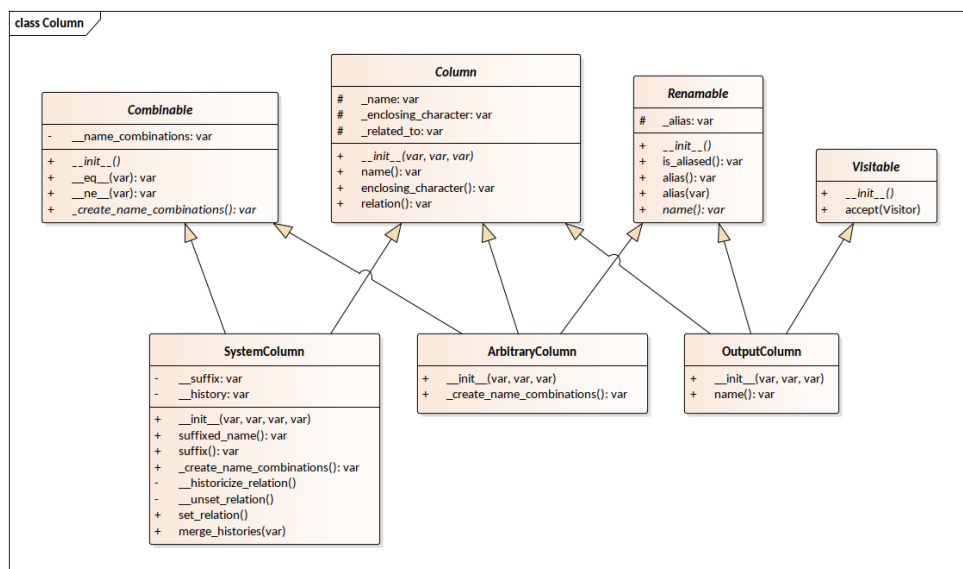 class Column
Combinable
- __name_combinations: var
+ __init__()
+ __eq__(var): var
+ __ne__(var): var
+ _create_name_combinations(): var
Column
# _name: var
# _enclosing_character: var
# _related_to: var
+ __init__(var, var, var)
+ name(): var
+ enclosing_character(): var
+ relation(): var
Renamable
# _alias: var
+ __init__()
+ is_aliased(): var
+ alias(): var
+ alias(var)
+ name(): var
Visitable
+ __init__()
+ accept(Visitor)
SystemColumn
- __suffix: var
- __history: var
+ __init__(var, var, var, var)
+ suffixed_name(): var
+ suffix(): var
+ _create_name_combinations(): var
- __historicize_relation()
- __unset_relation()
+ set_relation()
+ merge_histories(var)
ArbitraryColumn
+ __init__(var, var, var)
+ _create_name_combinations(): var
OutputColumn
+ __init__(var, var, var)
+ name(): var